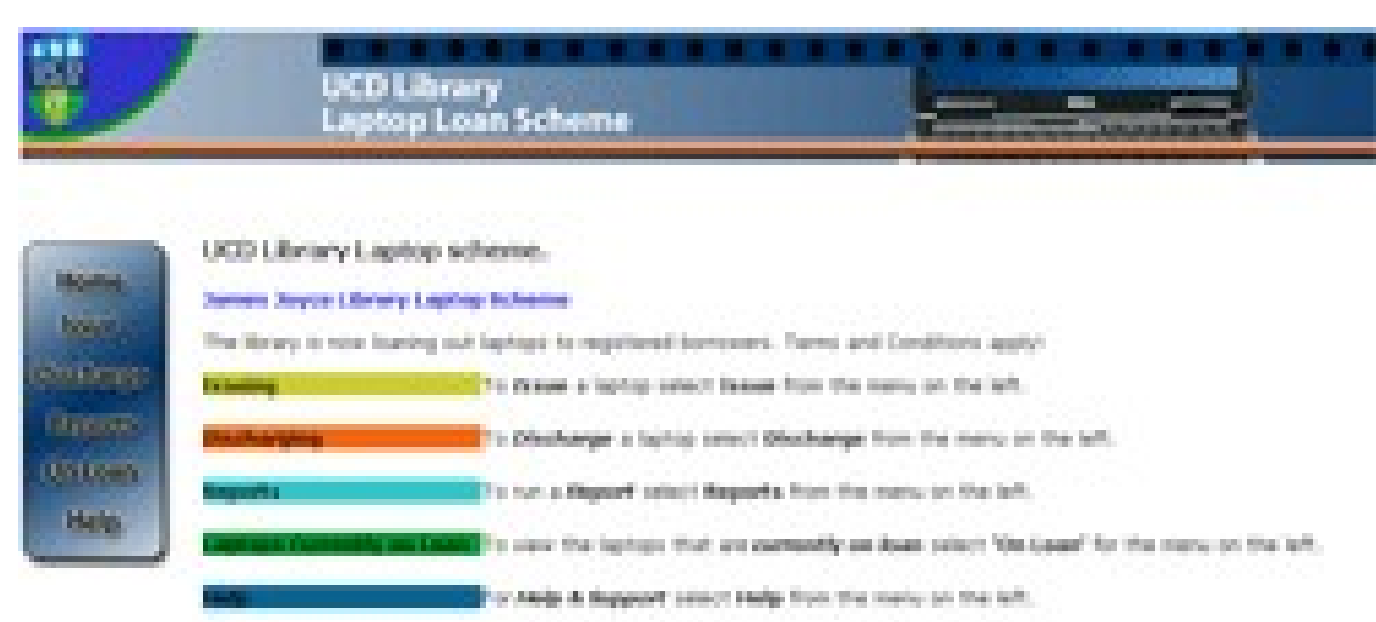 UCD
UCD Library
Laptop Loan Scheme
UCD Library Laptop scheme.
James Joyce Library Laptop Scheme
The library is now loaning out laptops to registered borrowers. Terms and Conditions apply!
Home
Issue
Discharge
Reports
On Loan
Help
Issuing To Issue a laptop select Issue from the menu on the left.
Discharging To Discharge a laptop select Discharge from the menu on the left.
Reports To run a Report select Reports from the menu on the left.
Laptops Currently on Loan To view the laptops that are currently on loan select 'On Loan' for the menu on the left.
Help For Help & Support select Help from the menu on the left.